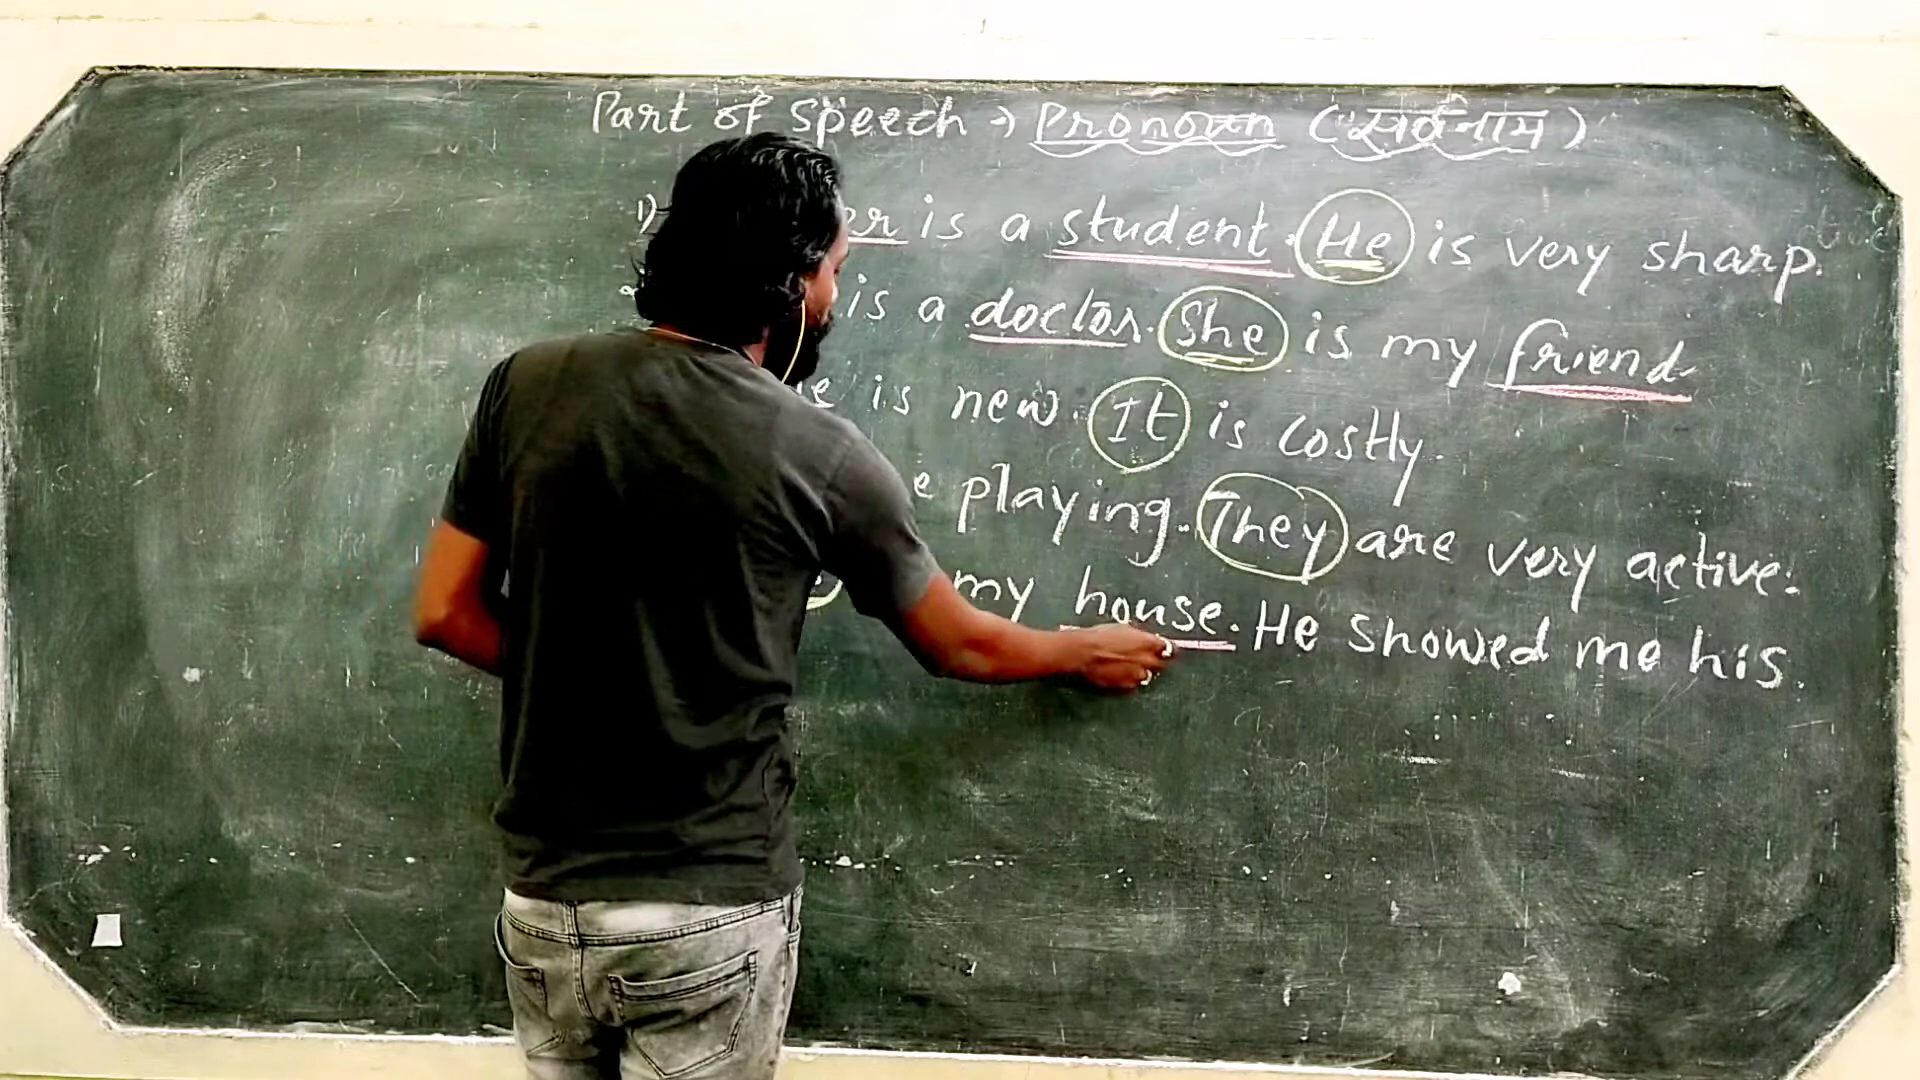 Part of Speech → Pronoun (सर्वनाम)
1) is a student. He is very sharp.
is a doctor. She is my friend.
is new. It is costly.
playing. They are very active.
my house. He showed me his.